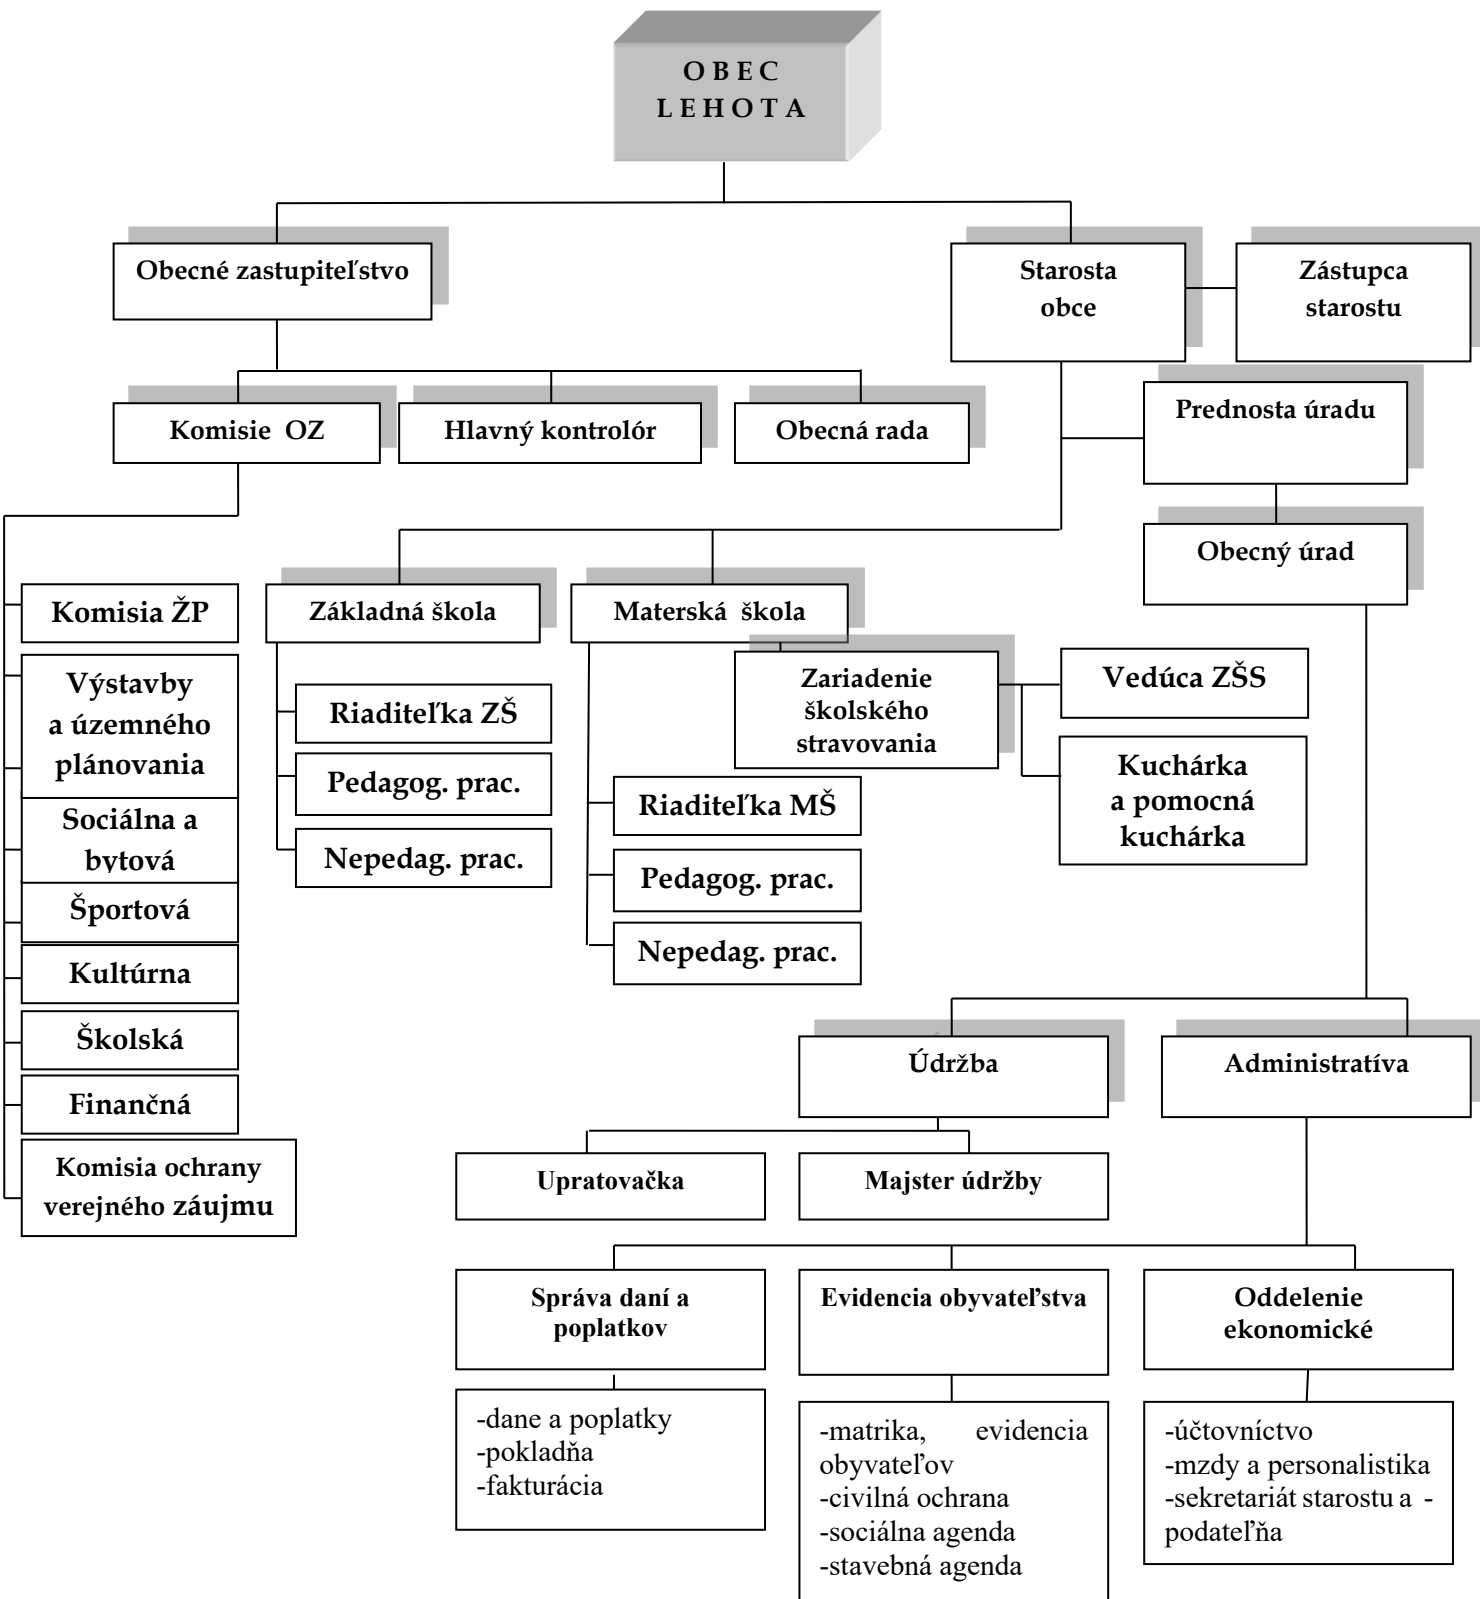 O B E C
L E H O T A
Obecné zastupiteľstvo
Starosta
obce
Zástupca
starostu
Komisie OZ
Hlavný kontrolór
Obecná rada
Prednosta úradu
Obecný úrad
Komisia ŽP
Výstavby
a územného
plánovania
Sociálna a
bytová
Športová
Kultúrna
Školská
Finančná
Komisia ochrany
verejného záujmu
Základná škola
Riaditeľka ZŠ
Pedagog. prac.
Nepedag. prac.
Materská škola
Zariadenie
školského
stravovania
Vedúca ZŠS
Kuchárka
a pomocná
kuchárka
Riaditeľka MŠ
Pedagog. prac.
Nepedag. prac.
Údržba
Administratíva
Upratovačka
Majster údržby
Správa daní a
poplatkov
Evidencia obyvateľstva
Oddelenie
ekonomické
-dane a poplatky
-pokladňa
-fakturácia
-matrika, evidencia
obyvateľov
-civilná ochrana
-sociálna agenda
-stavebná agenda
-účtovníctvo
-mzdy a personalistika
-sekretariát starostu a -
podateľňa